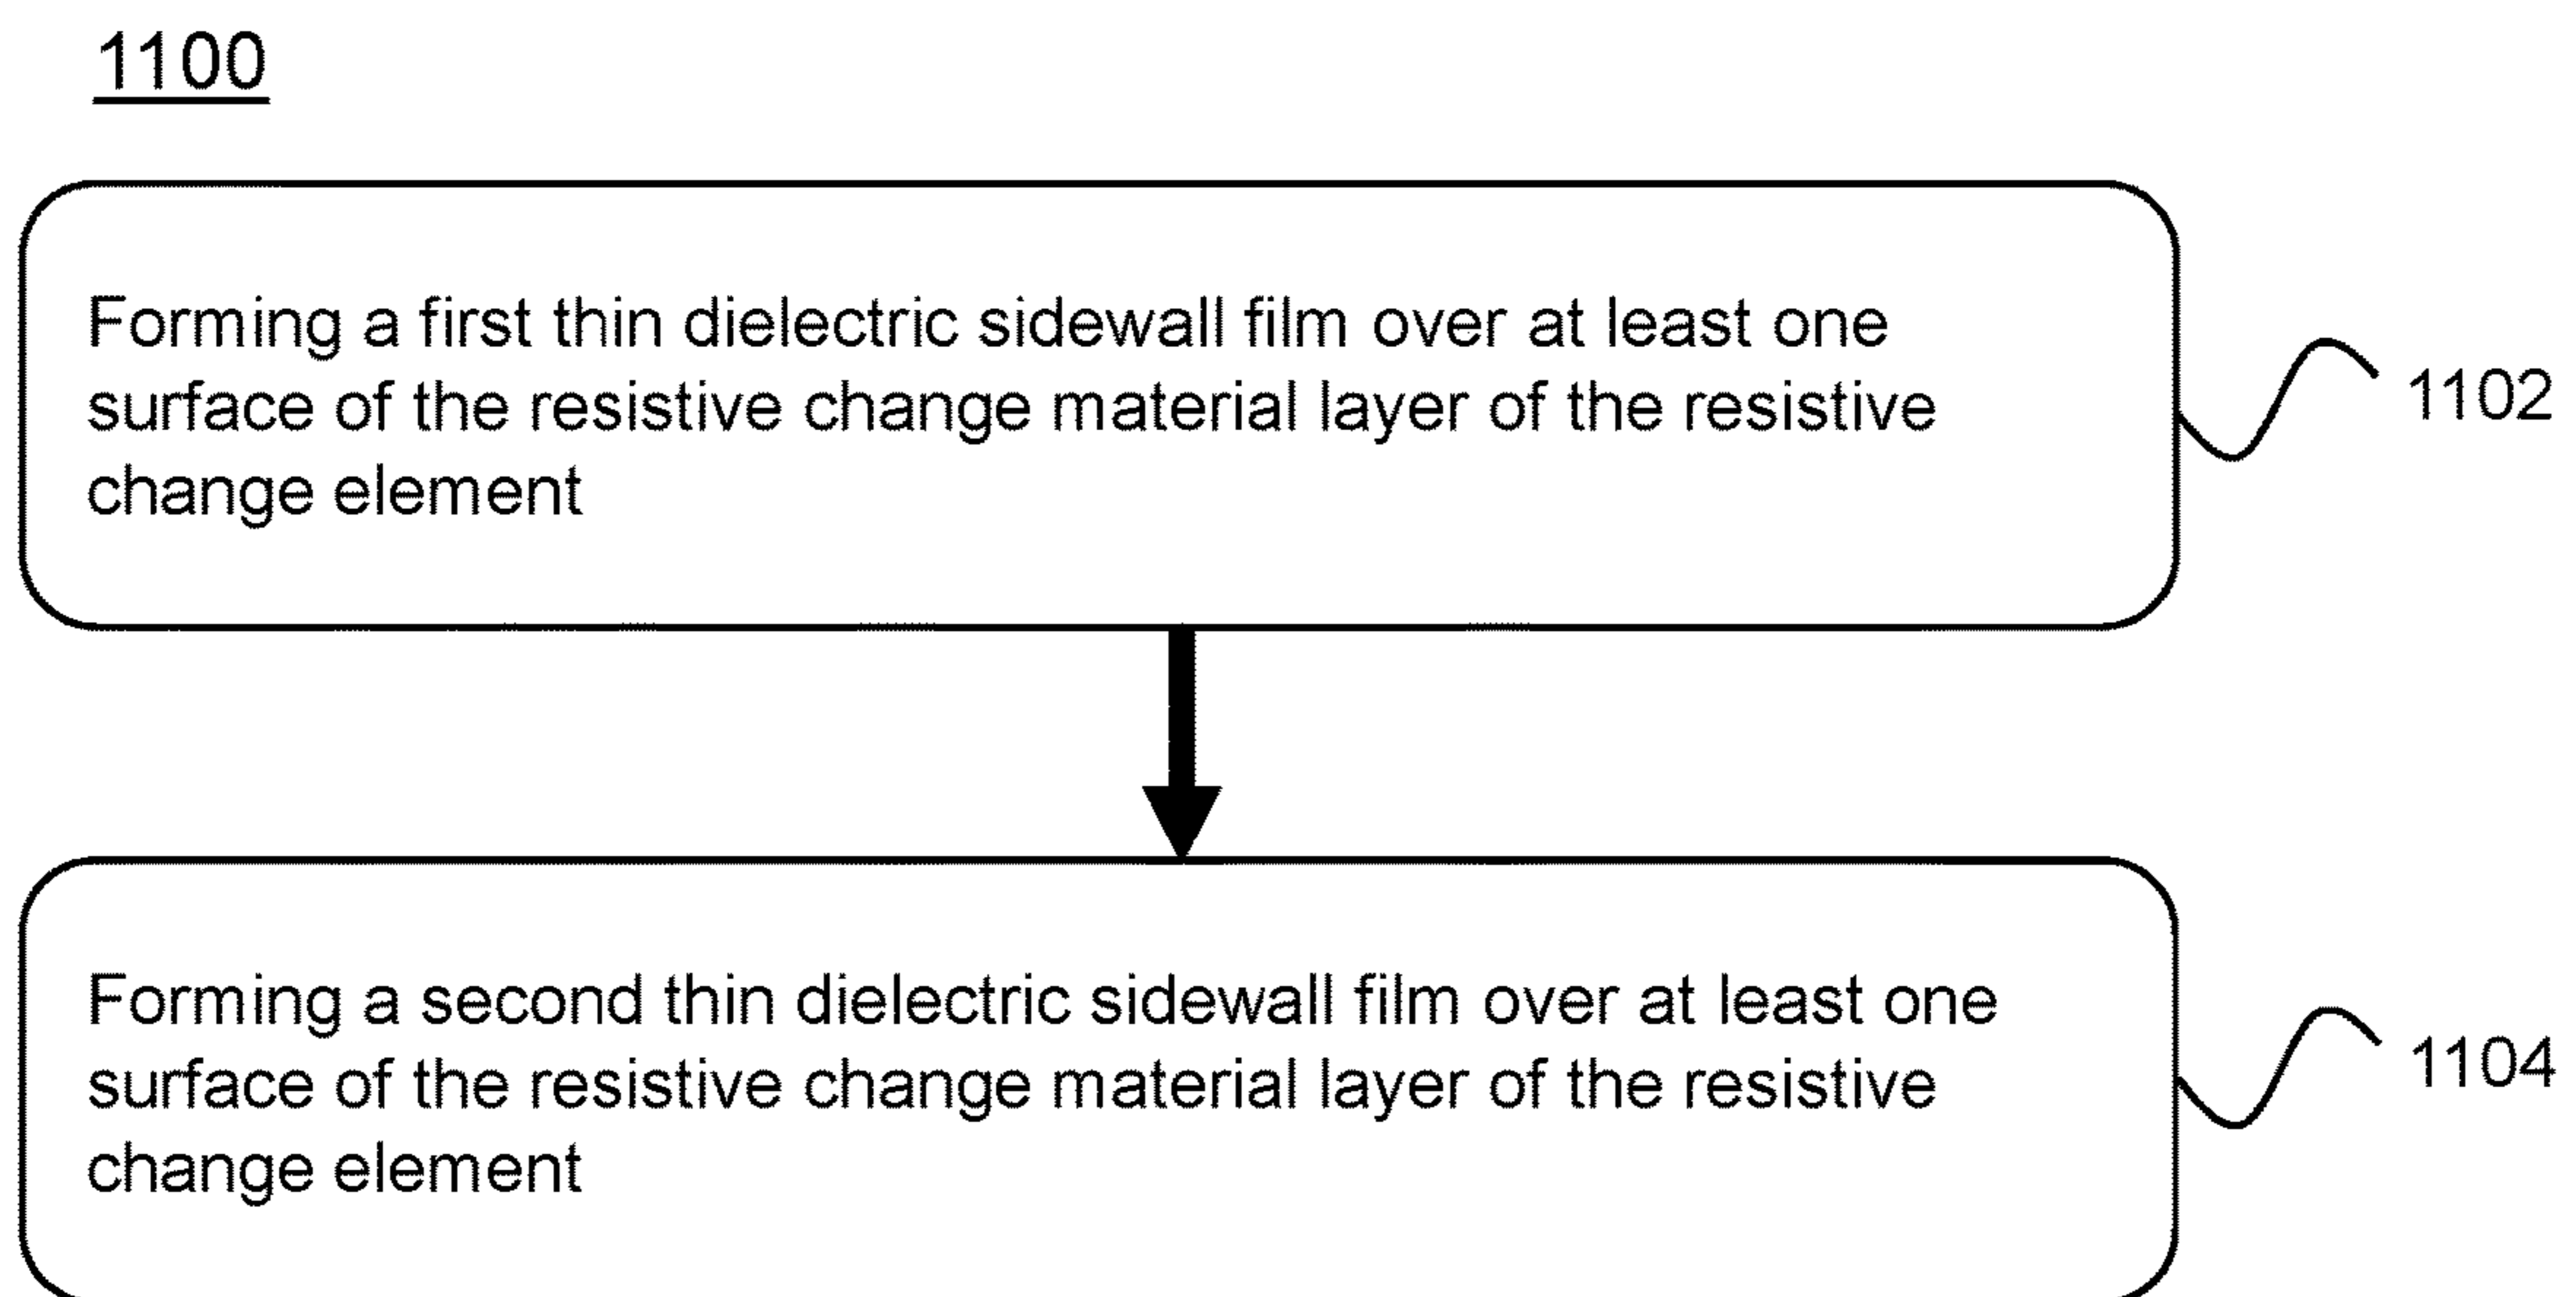 1100
Forming a first thin dielectric sidewall film over at least one
surface of the resistive change material layer of the resistive
change element
1102
Forming a second thin dielectric sidewall film over at least one
surface of the resistive change material layer of the resistive
change element
1104